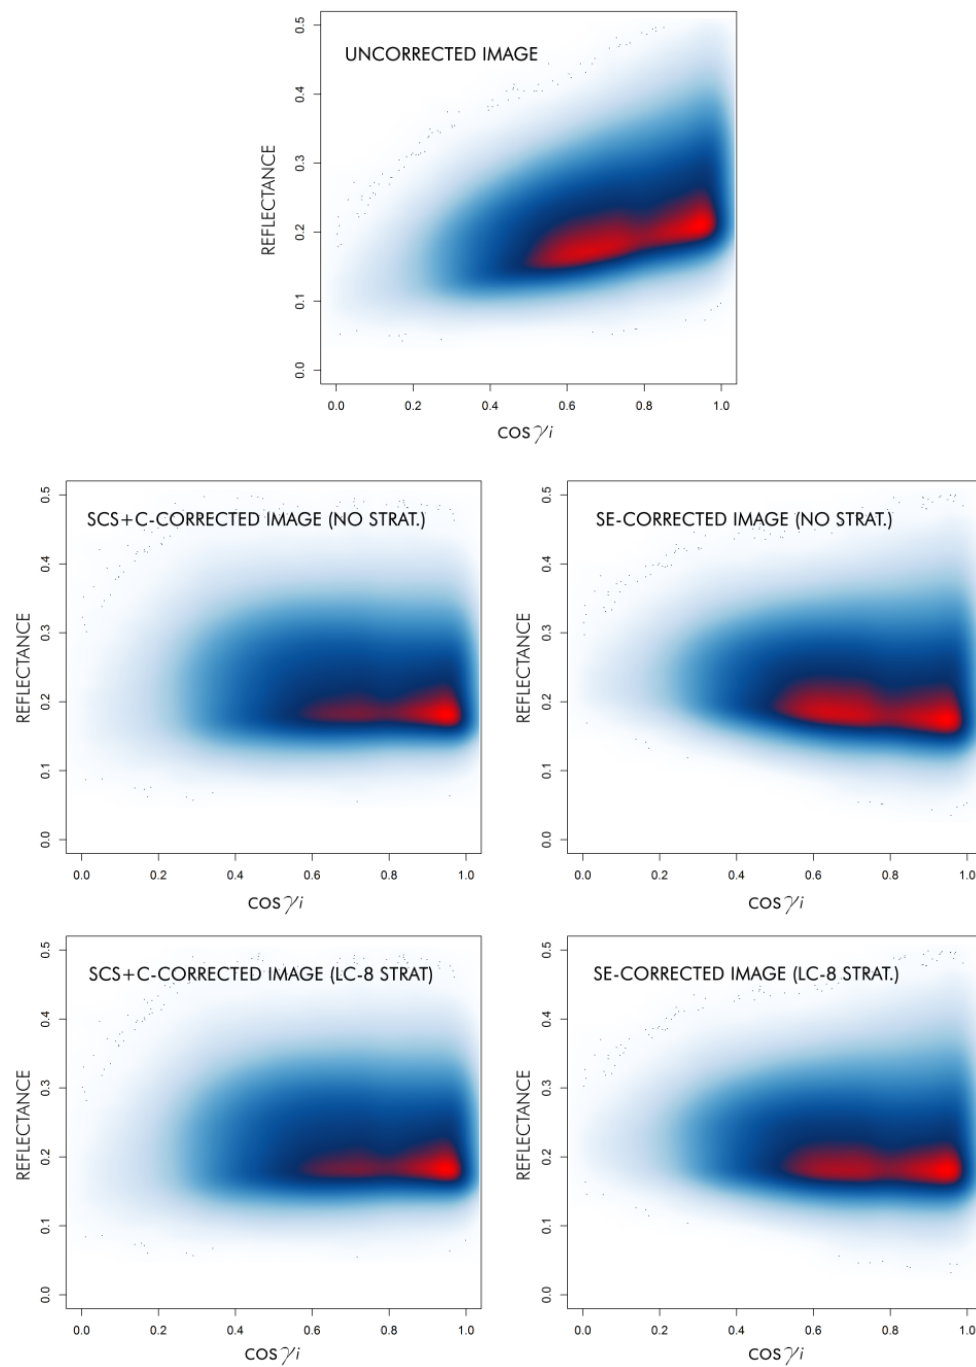 UNCORRECTED IMAGE
REFLECTANCE
0.5
0.4
0.3
0.2
0.1
0.0
0.0 0.2 0.4 0.6 0.8 1.0
cos γi
SCS+C-CORRECTED IMAGE (NO STRAT.)
REFLECTANCE
0.5
0.4
0.3
0.2
0.1
0.0
0.0 0.2 0.4 0.6 0.8 1.0
cos γi
SE-CORRECTED IMAGE (NO STRAT.)
REFLECTANCE
0.5
0.4
0.3
0.2
0.1
0.0
0.0 0.2 0.4 0.6 0.8 1.0
cos γi
SCS+C-CORRECTED IMAGE (LC-8 STRAT)
REFLECTANCE
0.5
0.4
0.3
0.2
0.1
0.0
0.0 0.2 0.4 0.6 0.8 1.0
cos γi
SE-CORRECTED IMAGE (LC-8 STRAT.)
REFLECTANCE
0.5
0.4
0.3
0.2
0.1
0.0
0.0 0.2 0.4 0.6 0.8 1.0
cos γi